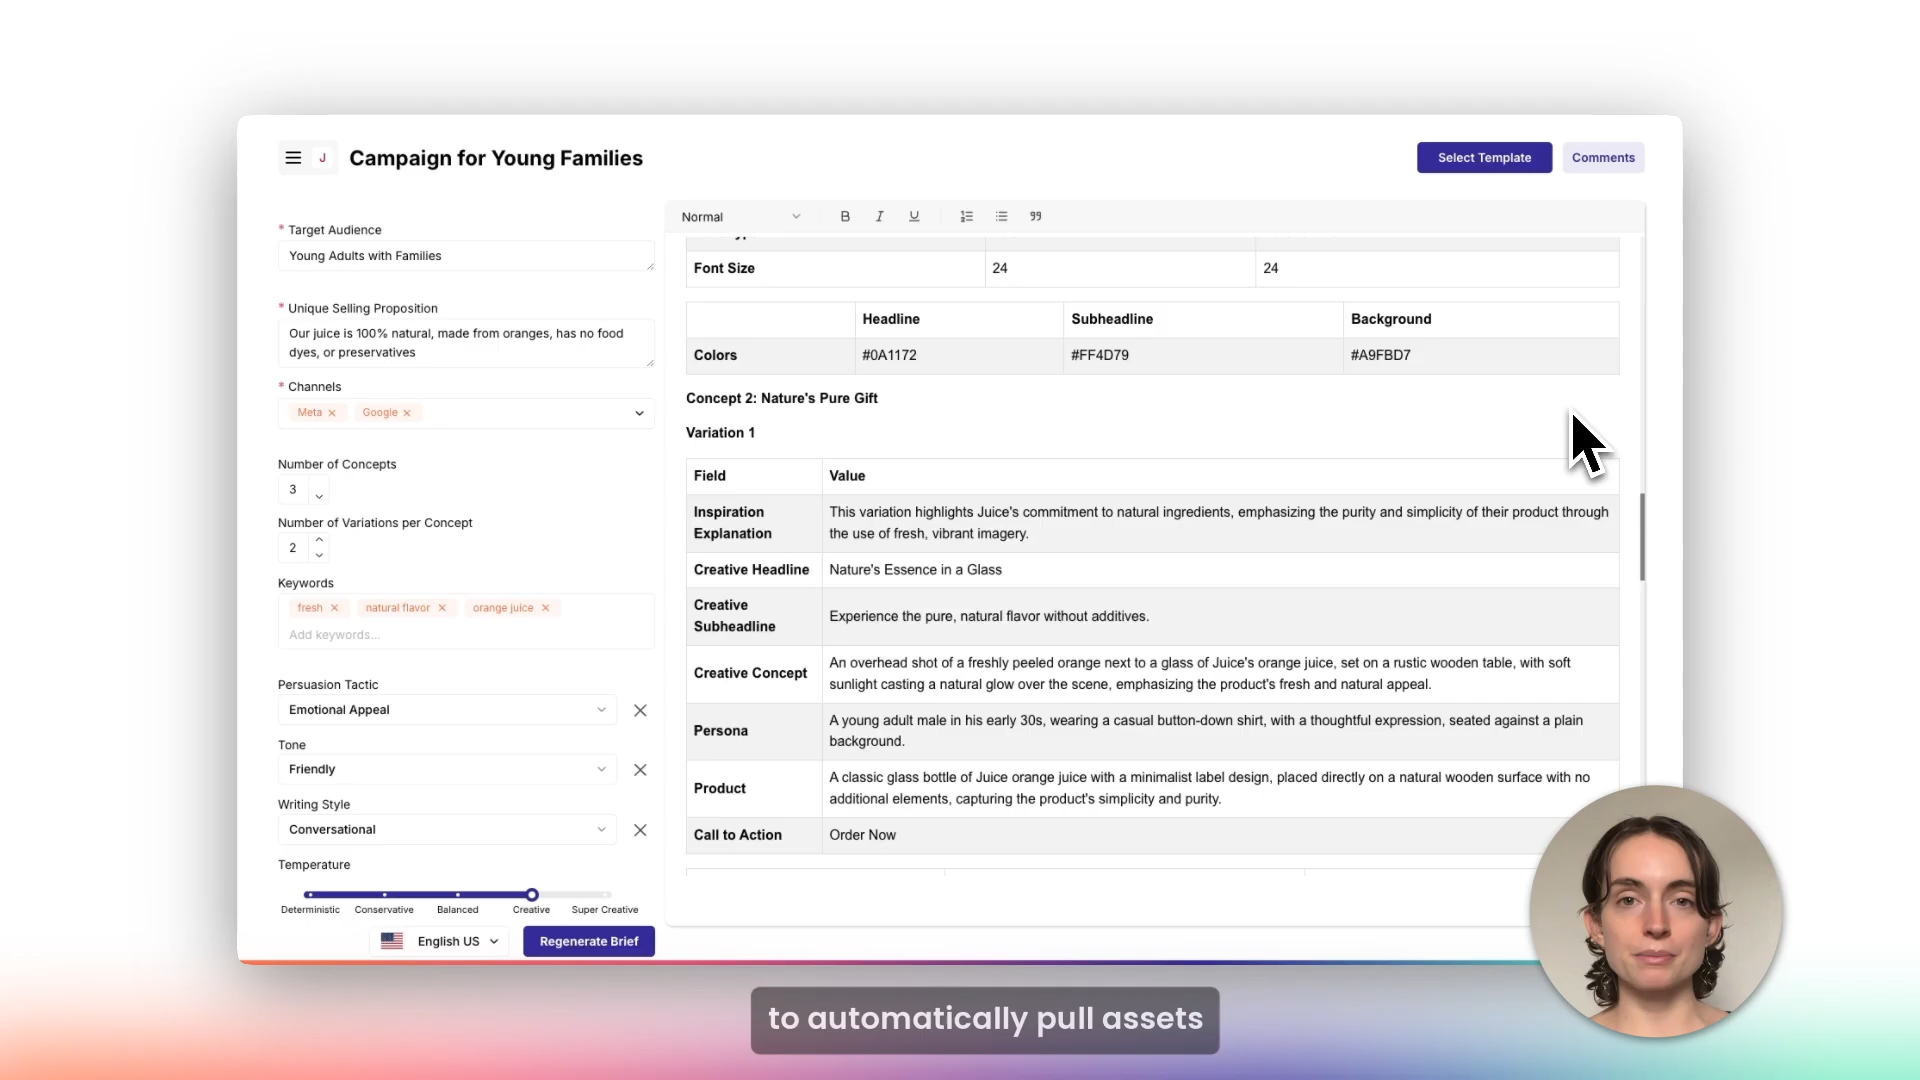 J
Campaign for Young Families
Select Template
Comments
* Target Audience
Young Adults with Families
* Unique Selling Proposition
Our juice is 100% natural, made from oranges, has no food
dyes, or preservatives
* Channels
Meta
Google
Number of Concepts
3
Number of Variations per Concept
2
Keywords
fresh
natural flavor
orange juice
Add keywords...
Persuasion Tactic
Emotional Appeal
Tone
Friendly
Writing Style
Conversational
Temperature
Deterministic Conservative Balanced Creative Super Creative
English US
Regenerate Brief
Normal
B I U
Font Size 24 24
Headline Subheadline Background
Colors #0A1172 #FF4D79 #A9FBD7
Concept 2: Nature's Pure Gift
Variation 1
Field Value
Inspiration
Explanation
This variation highlights Juice's commitment to natural ingredients, emphasizing the purity and simplicity of their product through
the use of fresh, vibrant imagery.
Creative Headline Nature's Essence in a Glass
Creative
Subheadline
Experience the pure, natural flavor without additives.
Creative Concept
An overhead shot of a freshly peeled orange next to a glass of Juice's orange juice, set on a rustic wooden table, with soft
sunlight casting a natural glow over the scene, emphasizing the product's fresh and natural appeal.
Persona
A young adult male in his early 30s, wearing a casual button-down shirt, with a thoughtful expression, seated against a plain
background.
Product
A classic glass bottle of Juice orange juice with a minimalist label design, placed directly on a natural wooden surface with no
additional elements, capturing the product's simplicity and purity.
Call to Action Order Now
to automatically pull assets